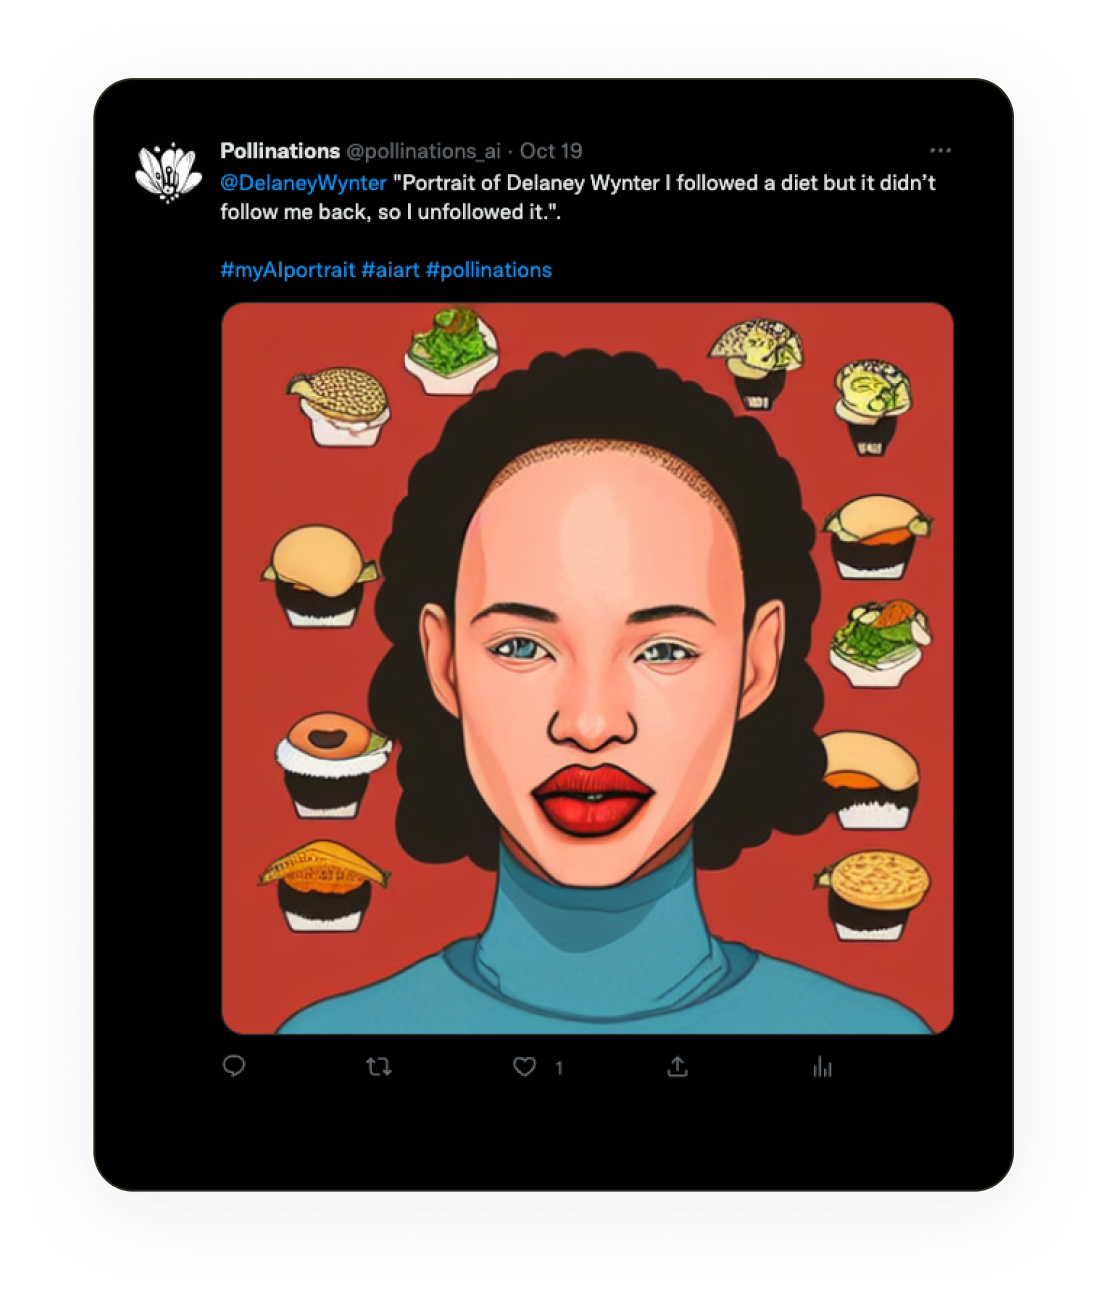 Pollinations @pollinations_ai · Oct 19
@DelaneyWynter "Portrait of Delaney Wynter I followed a diet but it didn’t
follow me back, so I unfollowed it.".
#myAIportrait #aiart #pollinations
1